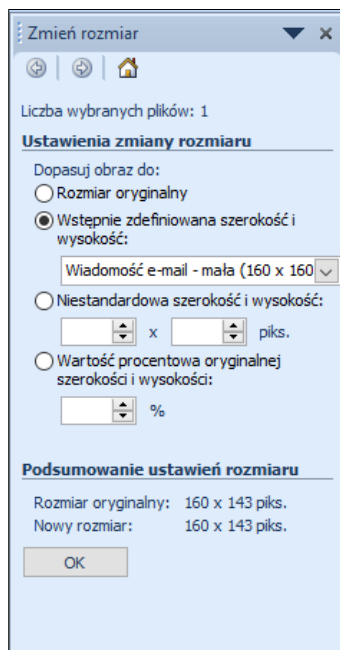 Zmień rozmiar
Liczba wybranych plików: 1
Ustawienia zmiany rozmiaru
Dopasuj obraz do:
Rozmiar oryginalny
Wstępnie zdefiniowana szerokość i
wysokość:
Wiadomość e-mail - mała (160 x 160
Niestandardowa szerokość i wysokość:
x piks.
Wartość procentowa oryginalnej
szerokości i wysokości:
%
Podsumowanie ustawień rozmiaru
Rozmiar oryginalny: 160 x 143 piks.
Nowy rozmiar: 160 x 143 piks.
OK